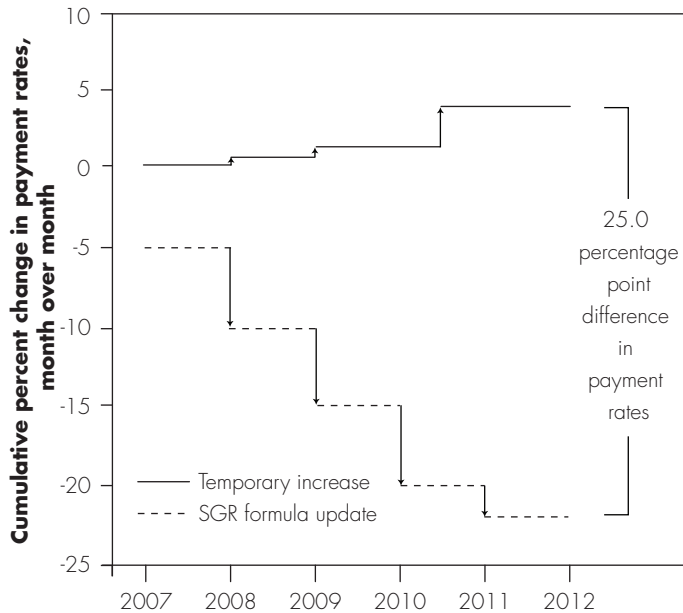 Cumulative percent change in payment rates,
month over month
10
5
0
-5
-10
-15
-20
-25
25.0
percentage
point
difference
in
payment
rates
Temporary increase
SGR formula update
2007 2008 2009 2010 2011 2012